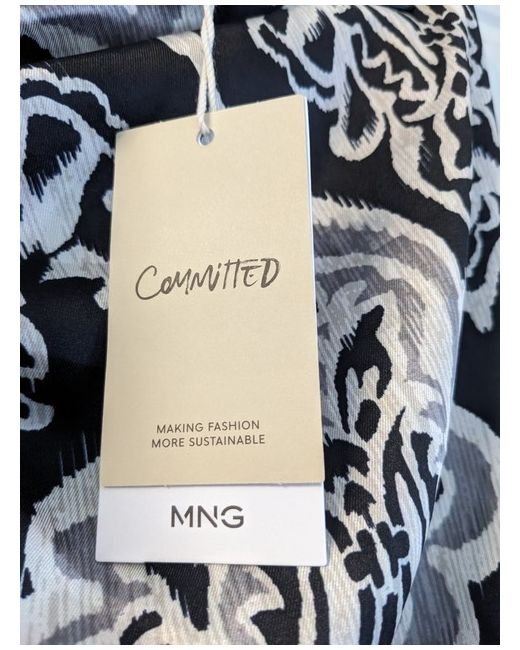 COMMITTED
MAKING FASHION
MORE SUSTAINABLE
MNG